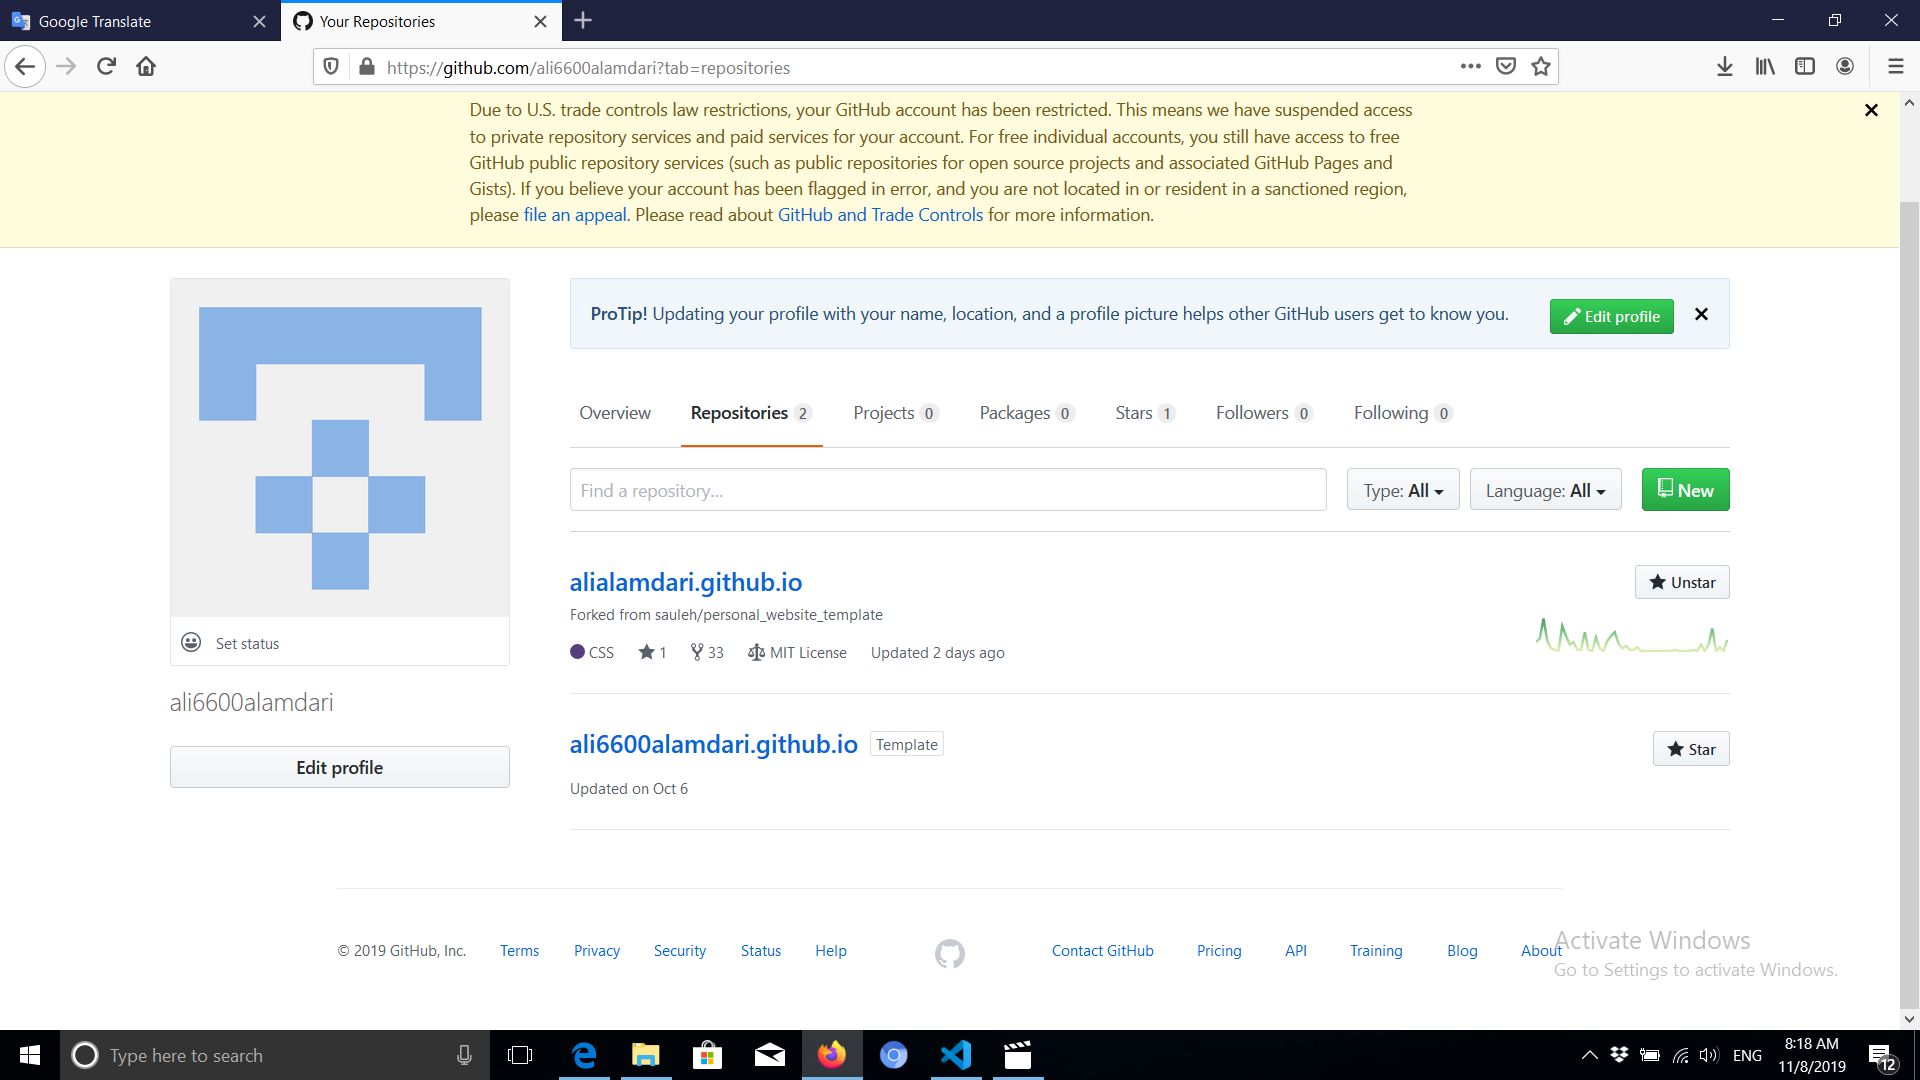 Google Translate
Your Repositories
https://github.com/ali6600alamdari?tab=repositories
Due to U.S. trade controls law restrictions, your GitHub account has been restricted. This means we have suspended access
to private repository services and paid services for your account. For free individual accounts, you still have access to free
GitHub public repository services (such as public repositories for open source projects and associated GitHub Pages and
Gists). If you believe your account has been flagged in error, and you are not located in or resident in a sanctioned region,
please file an appeal. Please read about GitHub and Trade Controls for more information.
ProTip! Updating your profile with your name, location, and a profile picture helps other GitHub users get to know you.
Edit profile
Overview Repositories 2 Projects 0 Packages 0 Stars 1 Followers 0 Following 0
Find a repository... Type: All Language: All New
alialamdari.github.io Unstar
Forked from sauleh/personal_website_template
CSS 1 33 MIT License Updated 2 days ago
Set status
ali6600alamdari
Edit profile
ali6600alamdari.github.io Template Star
Updated on Oct 6
© 2019 GitHub, Inc. Terms Privacy Security Status Help Contact GitHub Pricing API Training Blog About
Activate Windows
Go to Settings to activate Windows.
Type here to search
ENG
8:18 AM
11/8/2019
12